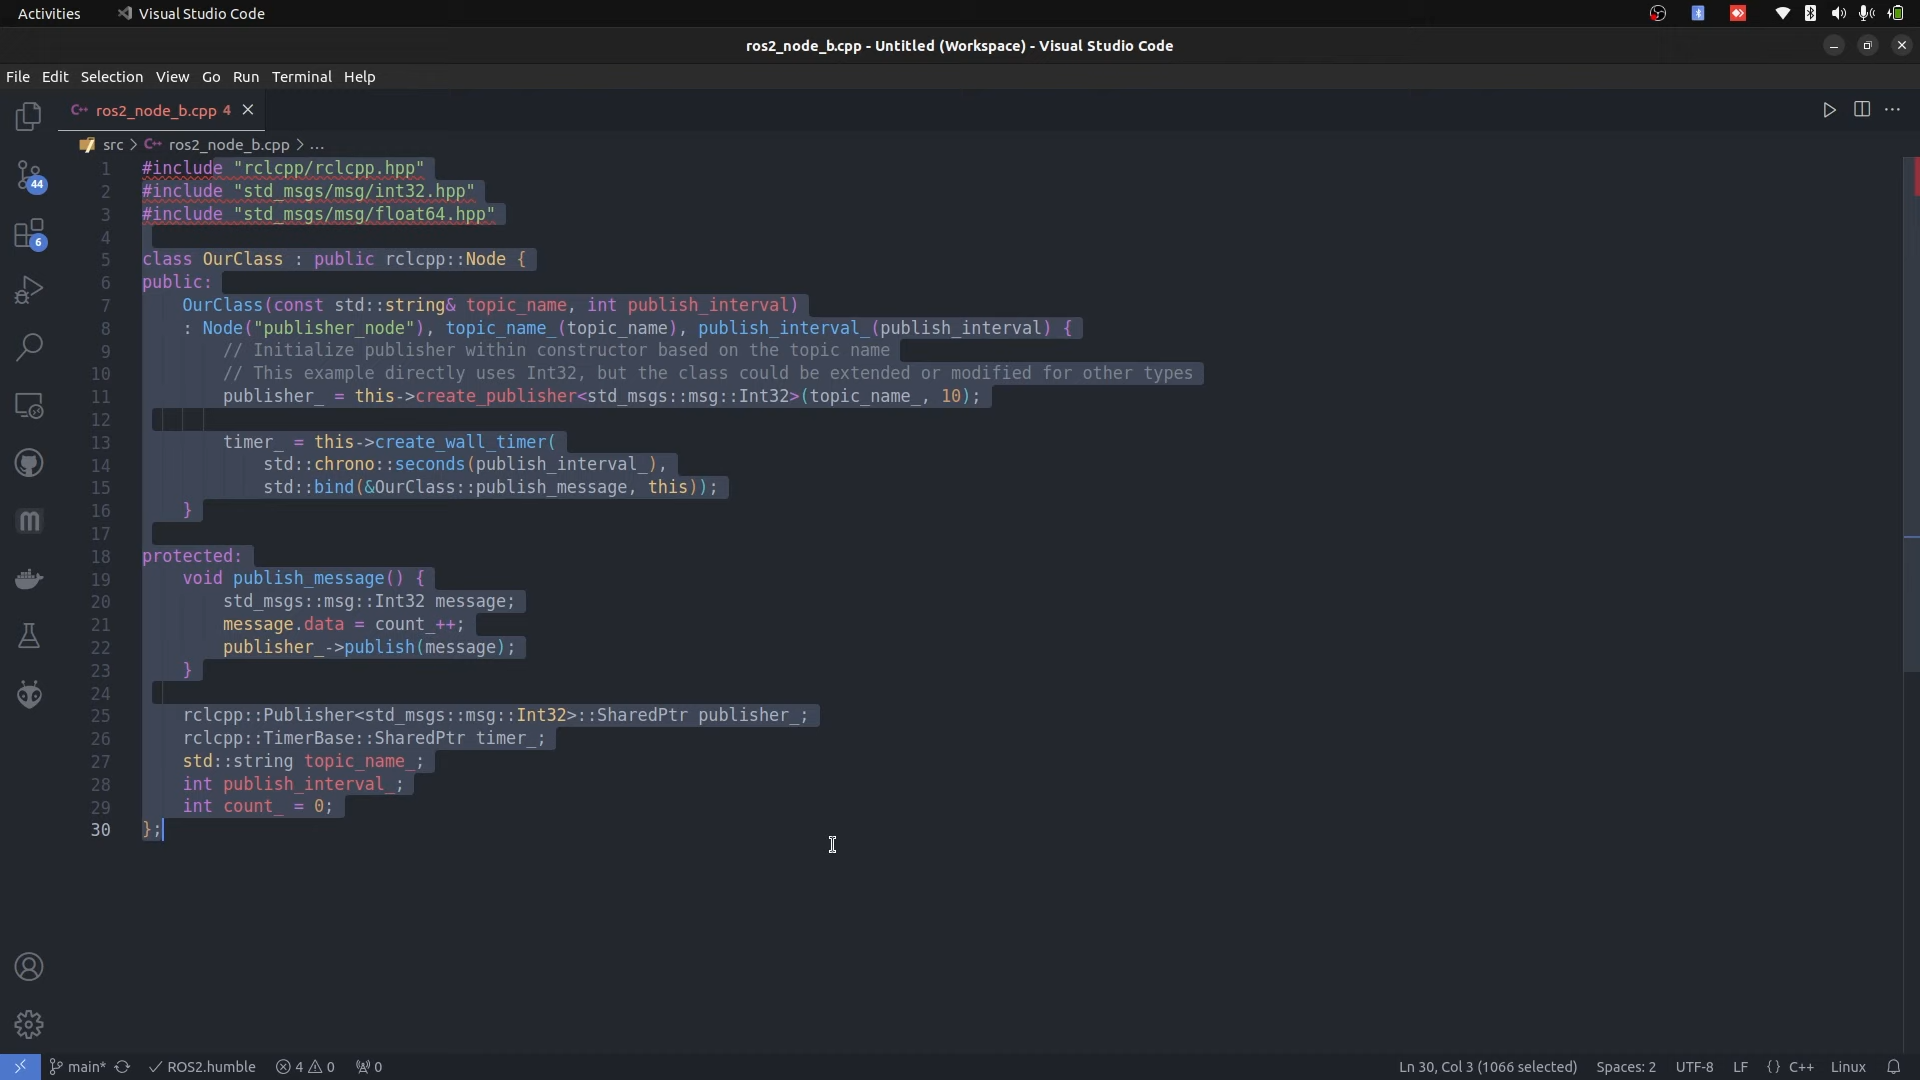 Activities Visual Studio Code
ros2_node_b.cpp - Untitled (Workspace) - Visual Studio Code
File Edit Selection View Go Run Terminal Help
C++ ros2_node_b.cpp 4
src > C++ ros2_node_b.cpp > ...
1 #include "rclcpp/rclcpp.hpp"
2 #include "std_msgs/msg/int32.hpp"
3 #include "std_msgs/msg/float64.hpp"
4
5 class OurClass : public rclcpp::Node {
6 public:
7 OurClass(const std::string& topic_name, int publish_interval)
8 : Node("publisher_node"), topic_name_(topic_name), publish_interval_(publish_interval) {
9 // Initialize publisher within constructor based on the topic name
10 // This example directly uses Int32, but the class could be extended or modified for other types
11 publisher_ = this->create_publisher<std_msgs::msg::Int32>(topic_name_, 10);
12
13 timer_ = this->create_wall_timer(
14 std::chrono::seconds(publish_interval_),
15 std::bind(&OurClass::publish_message, this));
16 }
17
18 protected:
19 void publish_message() {
20 std_msgs::msg::Int32 message;
21 message.data = count_++;
22 publisher_->publish(message);
23 }
24
25 rclcpp::Publisher<std_msgs::msg::Int32>::SharedPtr publisher_;
26 rclcpp::TimerBase::SharedPtr timer_;
27 std::string topic_name_;
28 int publish_interval_;
29 int count_ = 0;
30 };
44
6
main* ROS2.humble 4 0 0 Ln 30, Col 3 (1066 selected) Spaces: 2 UTF-8 LF {} C++ Linux